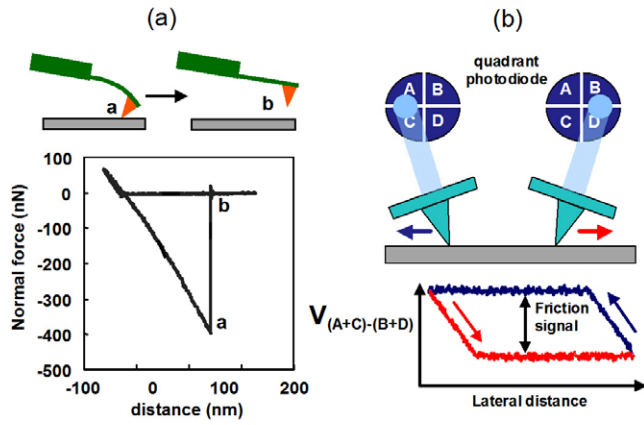 (a)
a
b
100
0
-100
-200
-300
-400
-500
Normal force (nN)
b
a
-100 0 100 200
distance (nm)
(b)
quadrant
photodiode
A B
C D
A B
C D
V(A+C)-(B+D)
Friction
signal
Lateral distance